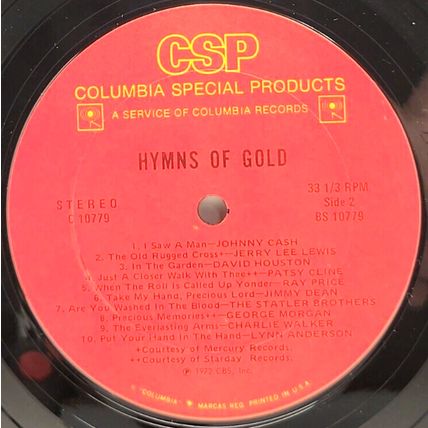 CSP
COLUMBIA SPECIAL PRODUCTS
A SERVICE OF COLUMBIA RECORDS
HYMNS OF GOLD
STEREO
C 10779
33 1/3 RPM
Side 2
BS 10779
1. I Saw A Man—JOHNNY CASH
2. The Old Rugged Cross+—JERRY LEE LEWIS
3. In The Garden—DAVID HOUSTON
4. Just A Closer Walk With Thee++—PATSY CLINE
5. When The Roll Is Called Up Yonder—RAY PRICE
6. Take My Hand, Precious Lord—JIMMY DEAN
7. Are You Washed In The Blood—THE STATLER BROTHERS
8. Precious Memories++—GEORGE MORGAN
9. The Everlasting Arms—CHARLIE WALKER
10. Put Your Hand In The Hand—LYNN ANDERSON
+Courtesy of Mercury Records.
++Courtesy of Starday Records.
℗ 1972 CBS, Inc.
"COLUMBIA" MARCAS REG. PRINTED IN U.S.A.